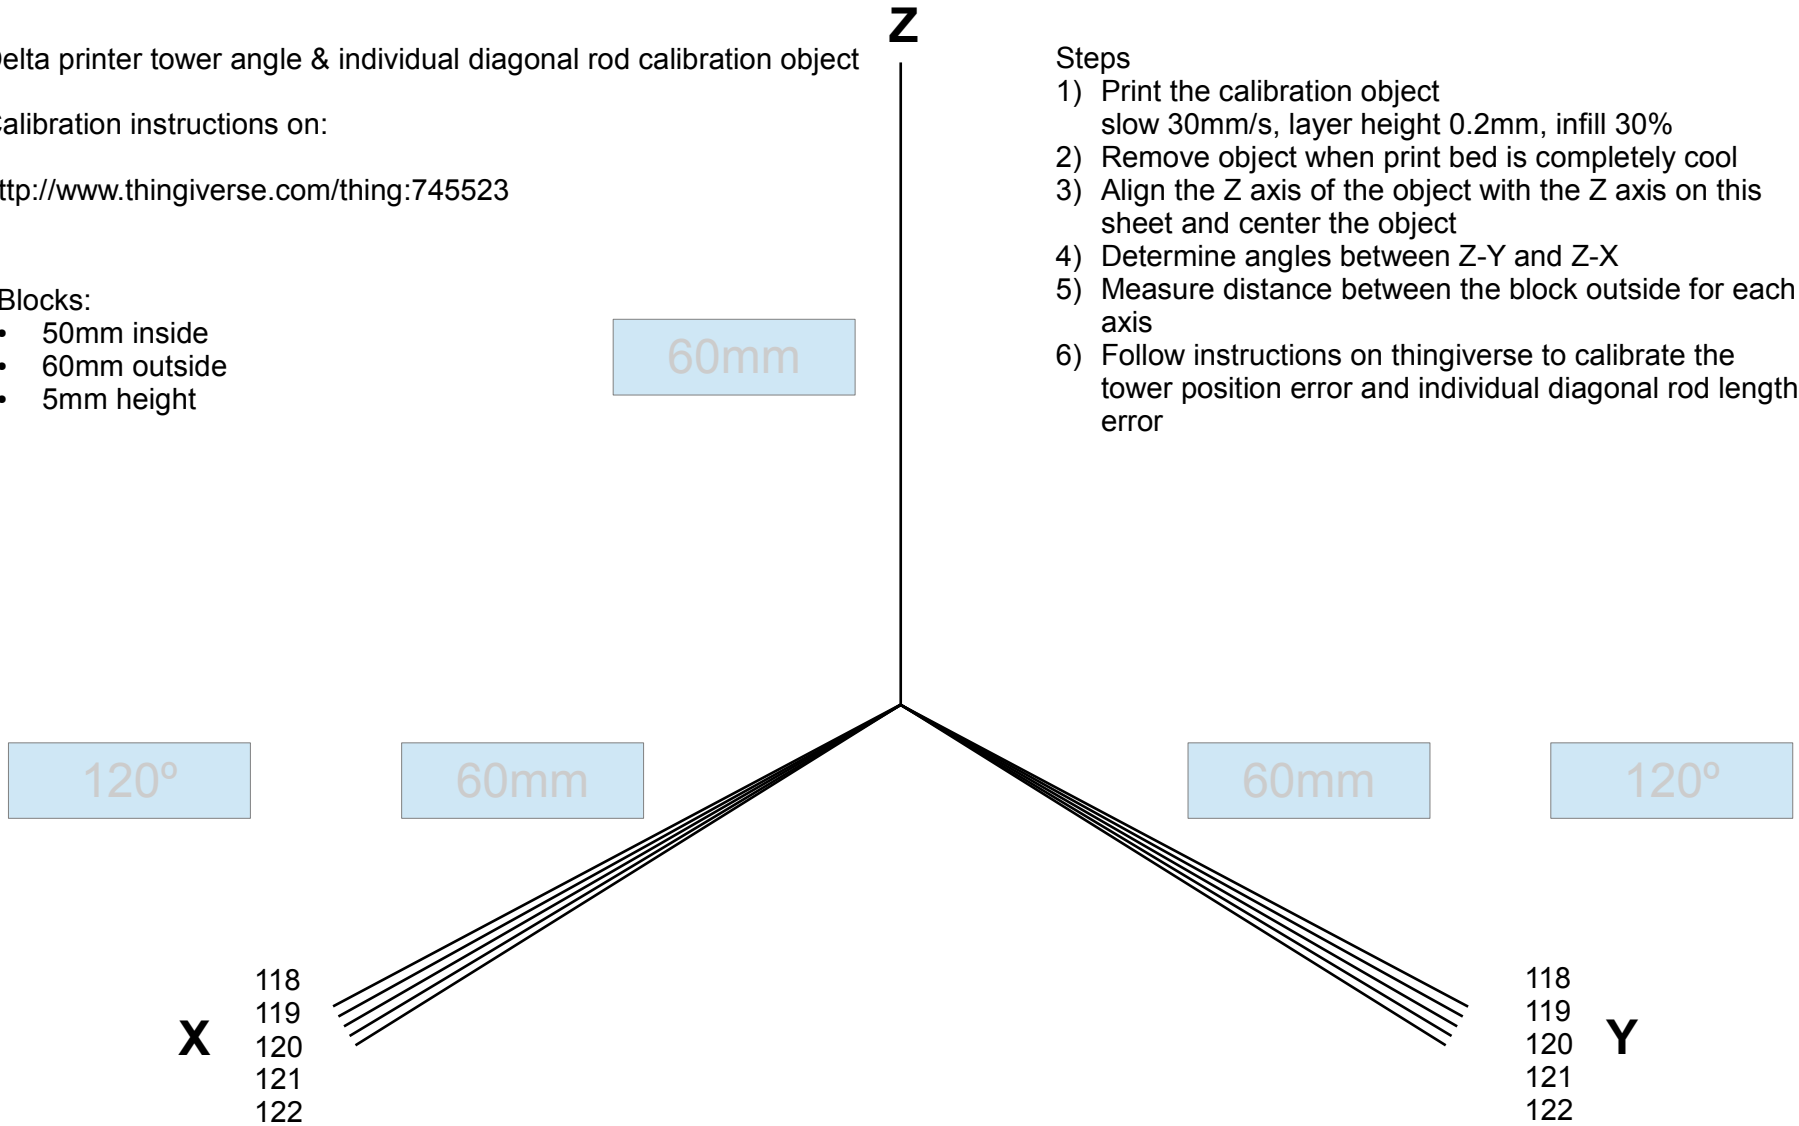 Z
Delta printer tower angle & individual diagonal rod calibration object
Calibration instructions on:
http://www.thingiverse.com/thing:745523
Blocks:
• 50mm inside
• 60mm outside
• 5mm height
Steps
1) Print the calibration object
slow 30mm/s, layer height 0.2mm, infill 30%
2) Remove object when print bed is completely cool
3) Align the Z axis of the object with the Z axis on this
sheet and center the object
4) Determine angles between Z-Y and Z-X
5) Measure distance between the block outside for each
axis
6) Follow instructions on thingiverse to calibrate the
tower position error and individual diagonal rod length
error
60mm
120º
60mm
60mm
120º
X
118
119
120
121
122
118
119
120
121
122
Y